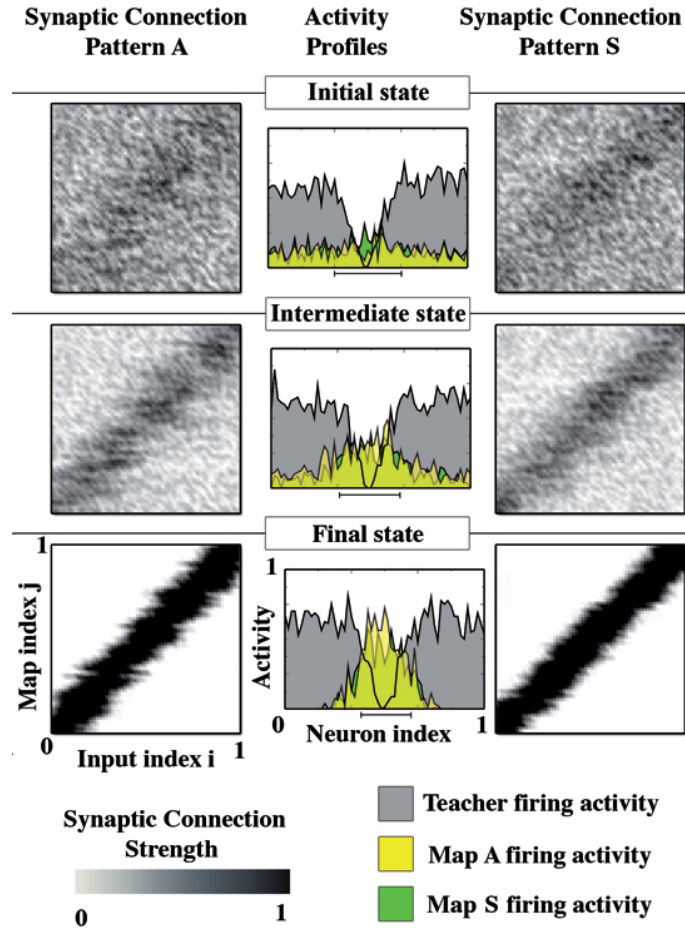 Synaptic Connection
Pattern A
Activity
Profiles
Synaptic Connection
Pattern S
Initial state
Intermediate state
Final state
1
Map index j
0
Input index i
1
1
Activity
0
Neuron index
1
Synaptic Connection
Strength
0
1
Teacher firing activity
Map A firing activity
Map S firing activity